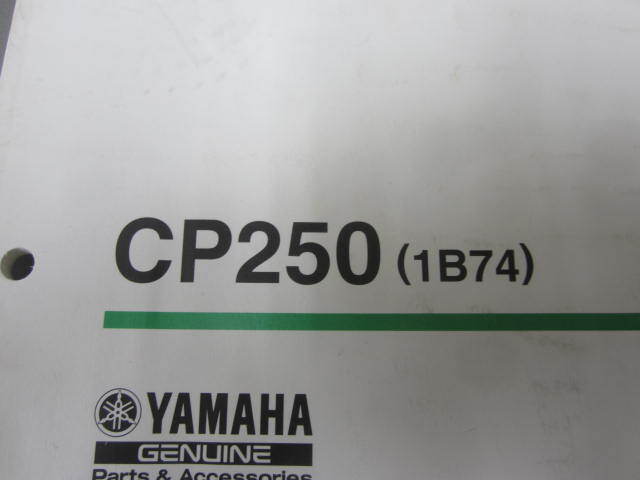 CP250 (1B74)
YAMAHA
GENUINE
Parts & Accessories